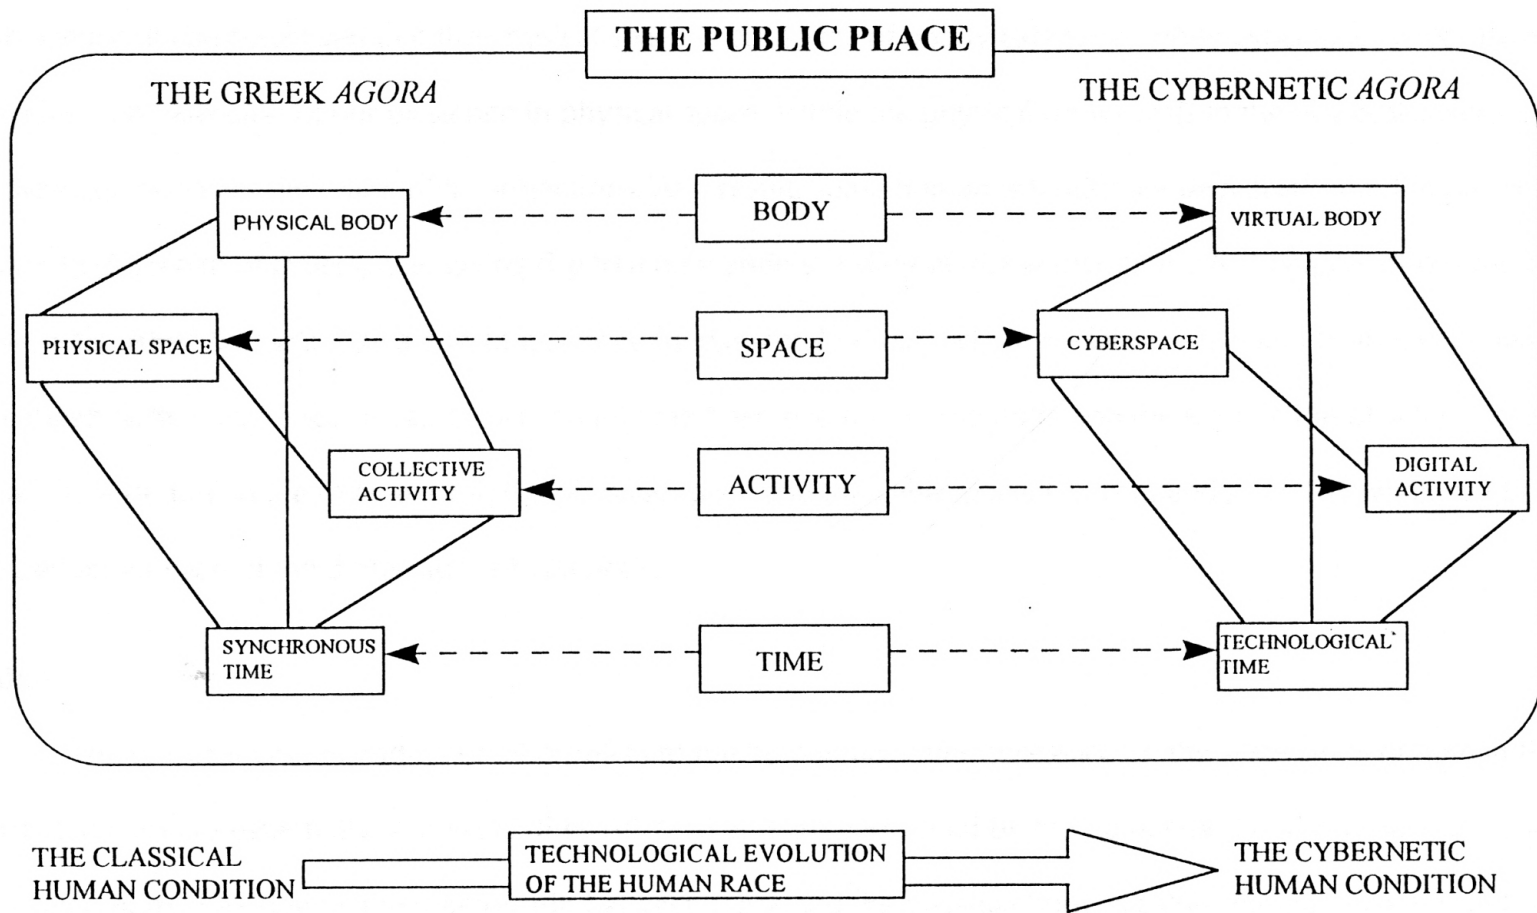 THE PUBLIC PLACE
THE GREEK AGORA
THE CYBERNETIC AGORA
PHYSICAL BODY
BODY
VIRTUAL BODY
PHYSICAL SPACE
SPACE
CYBERSPACE
COLLECTIVE
ACTIVITY
ACTIVITY
DIGITAL
ACTIVITY
SYNCHRONOUS
TIME
TIME
TECHNOLOGICAL
TIME
THE CLASSICAL
HUMAN CONDITION
TECHNOLOGICAL EVOLUTION
OF THE HUMAN RACE
THE CYBERNETIC
HUMAN CONDITION